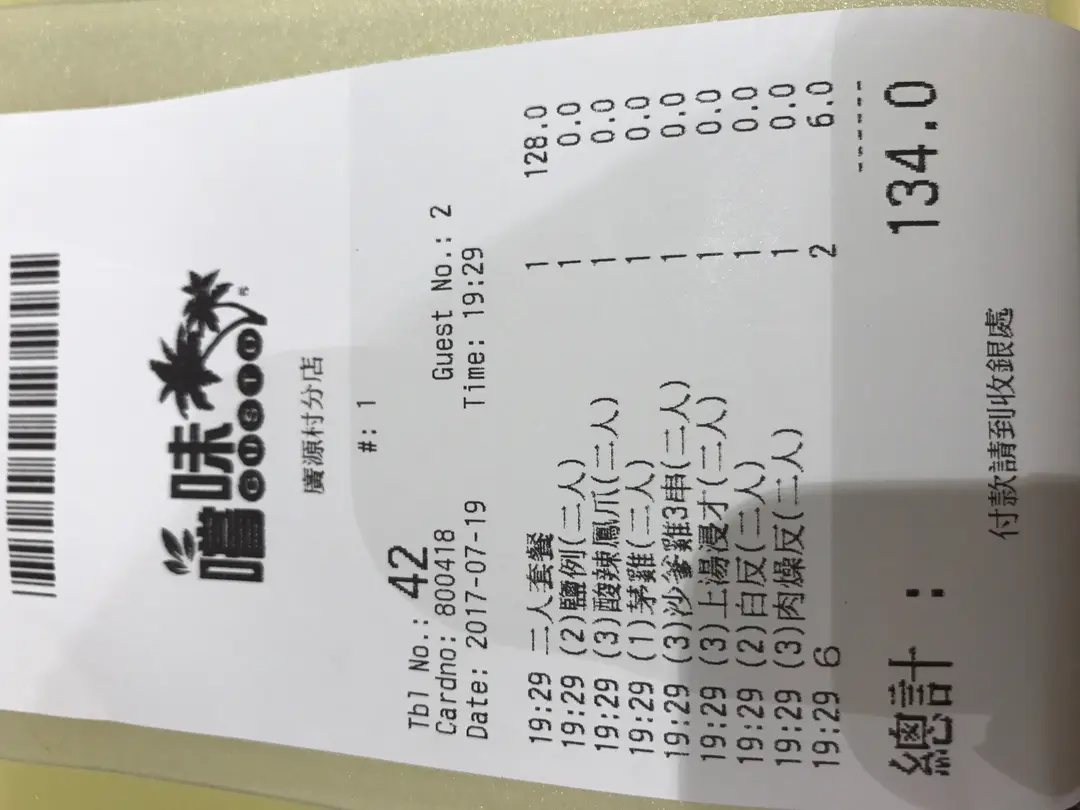 嚐味
GUSTO
廣源村分店
#: 1
Tbl No.: 42 Guest No.: 2
Cardno: 800418
Date: 2017-07-19 Time: 19:29
19:29 二人套餐 1 128.0
19:29 (2)鹽例(二人) 1 0.0
19:29 (3)酸辣鳳爪(二人) 1 0.0
19:29 (1)茅雞(二人) 1 0.0
19:29 (3)沙爹雞3串(二人) 1 0.0
19:29 (3)上湯浸才(二人) 1 0.0
19:29 (2)白反(二人) 1 0.0
19:29 (3)肉燥反(二人) 1 0.0
19:29 6 2 6.0
------
總計 : 134.0
付款請到收銀處